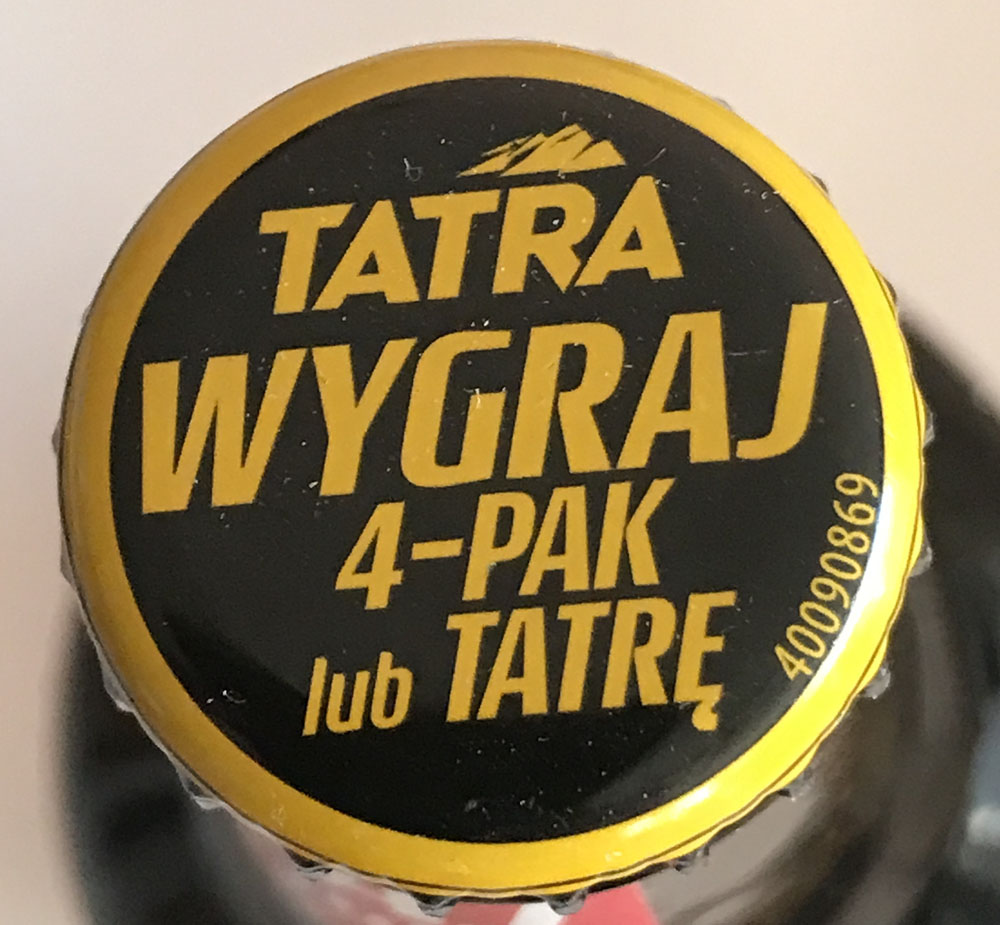 TATRA
WYGRAJ
4-PAK
lub TATRĘ
40090869